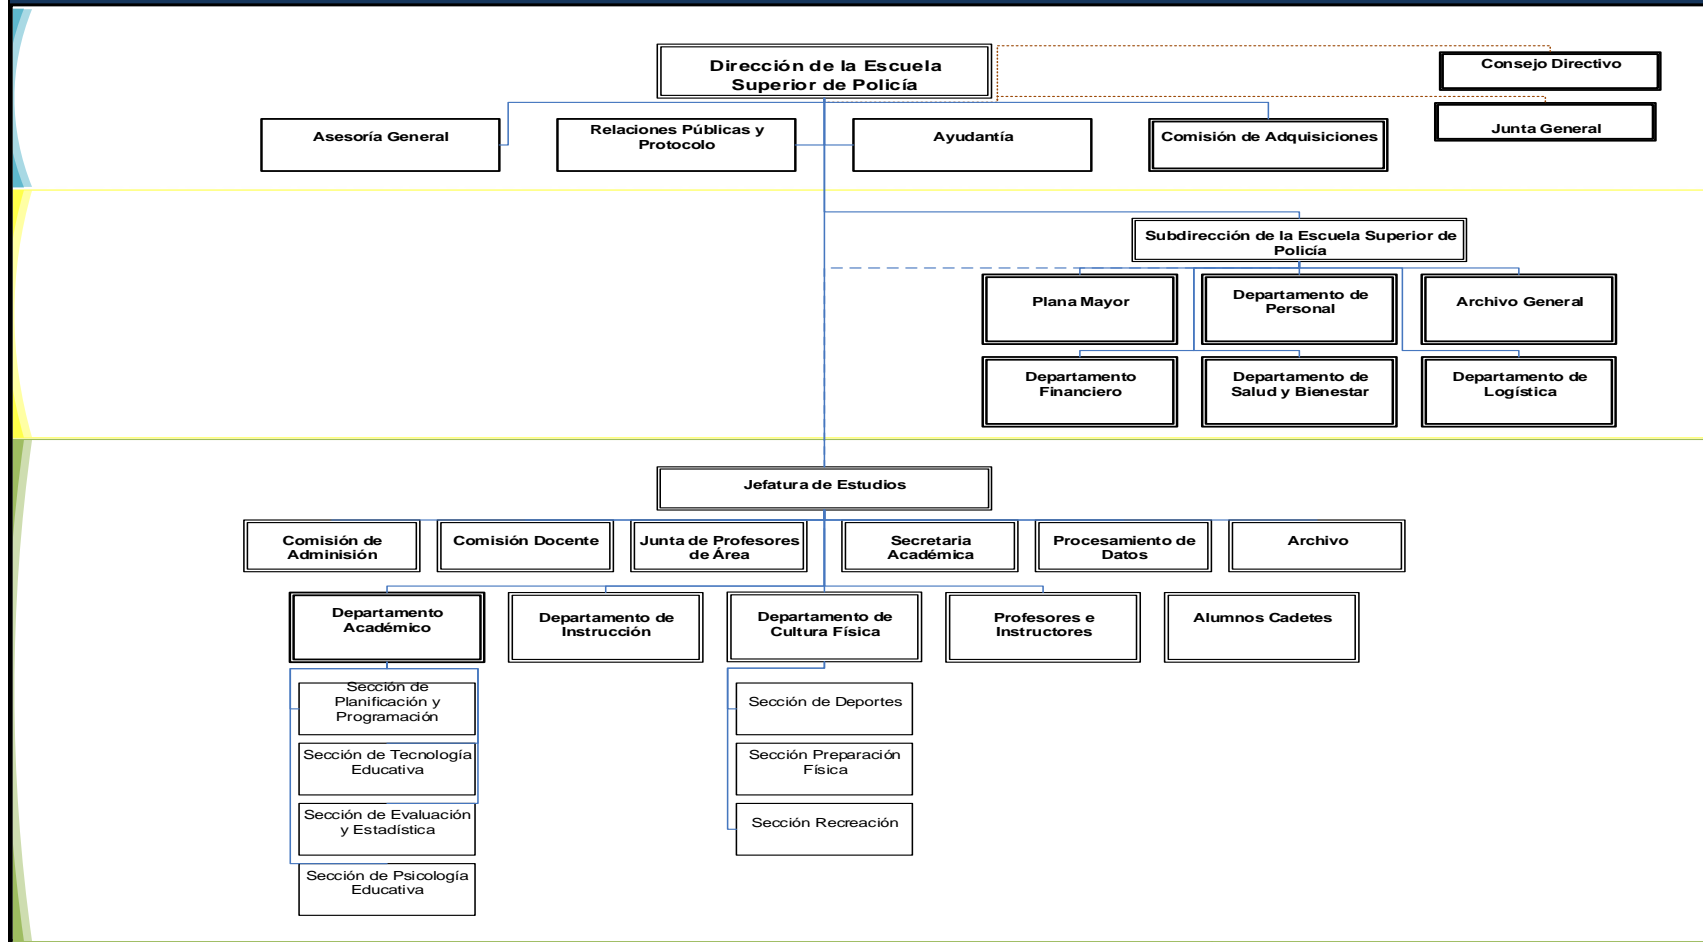 Dirección de la Escuela
Superior de Policía
Consejo Directivo
Junta General
Asesoría General
Relaciones Públicas y
Protocolo
Ayudantía
Comisión de Adquisiciones
Subdirección de la Escuela Superior de
Policía
Plana Mayor
Departamento de
Personal
Archivo General
Departamento
Financiero
Departamento de
Salud y Bienestar
Departamento de
Logística
Jefatura de Estudios
Comisión de
Adminisión
Comisión Docente
Junta de Profesores
de Área
Secretaria
Académica
Procesamiento de
Datos
Archivo
Departamento
Académico
Departamento de
Instrucción
Departamento de
Cultura Física
Profesores e
Instructores
Alumnos Cadetes
Sección de
Planificación y
Programación
Sección de Tecnología
Educativa
Sección de Evaluación
y Estadística
Sección de Psicología
Educativa
Sección de Deportes
Sección Preparación
Física
Sección Recreación